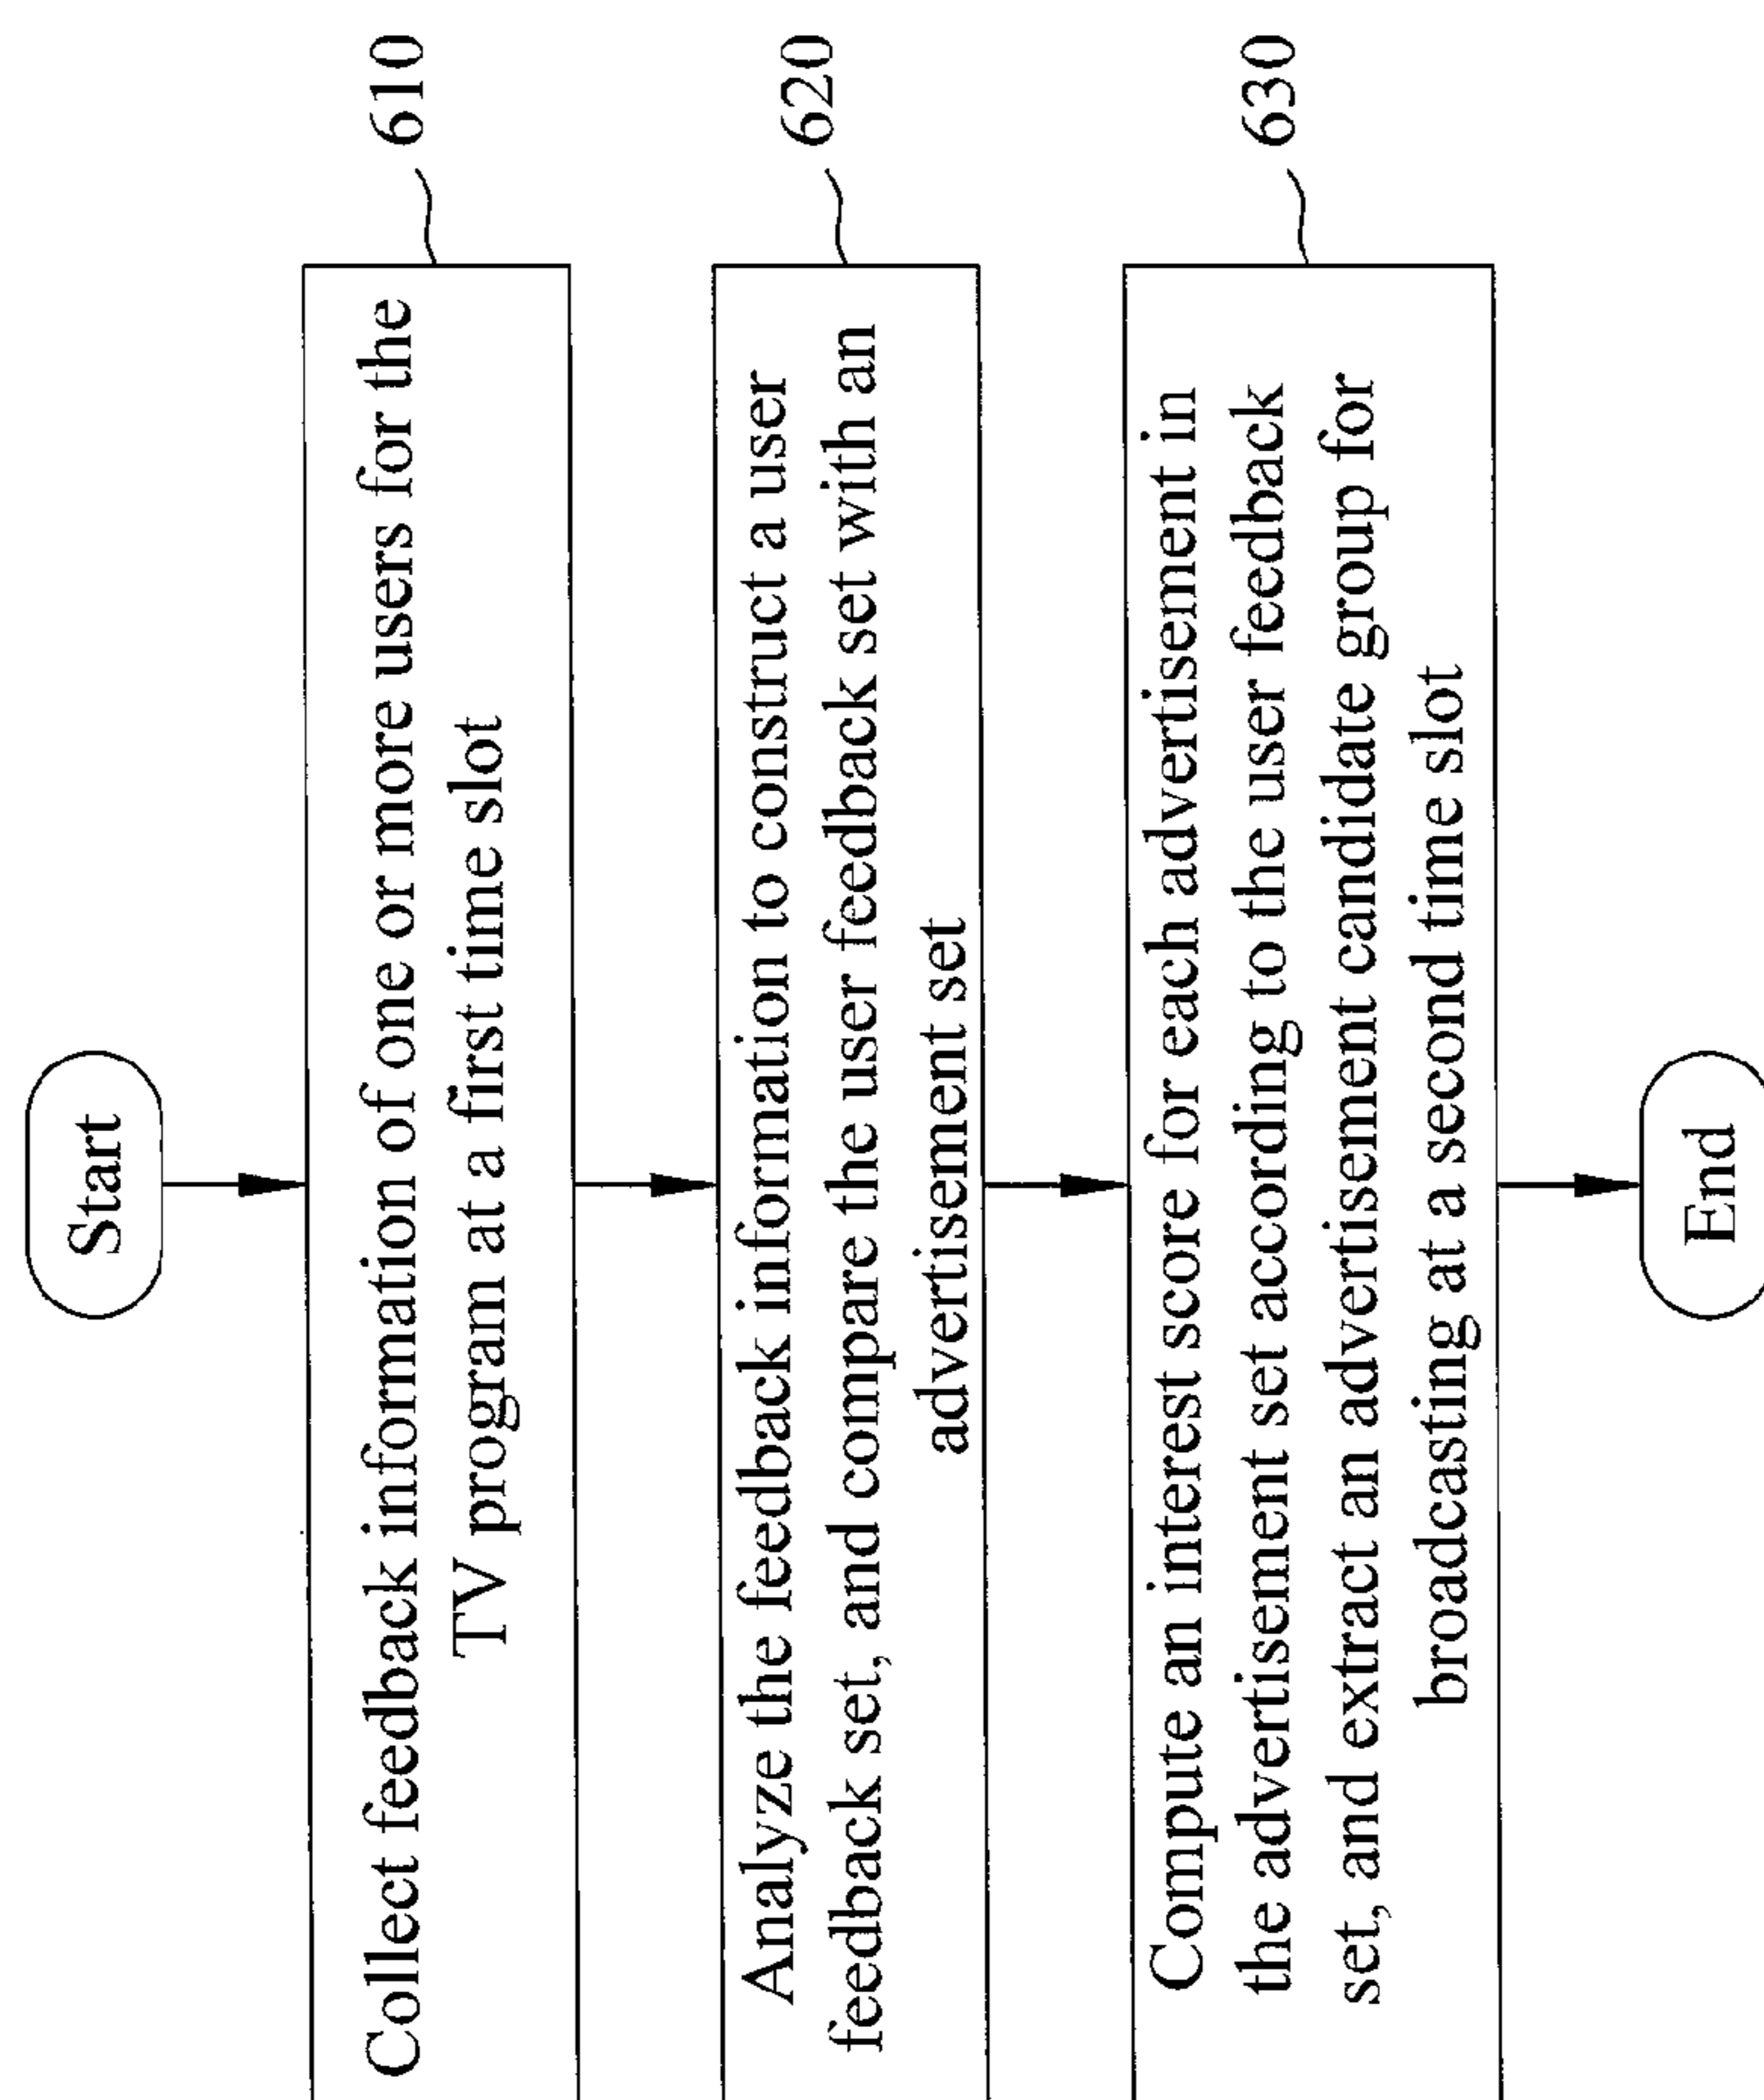 Start
Collect feedback information of one or more users for the
TV program at a first time slot
610
Analyze the feedback information to construct a user
feedback set, and compare the user feedback set with an
advertisement set
620
Compute an interest score for each advertisement in
the advertisement set according to the user feedback
set, and extract an advertisement candidate group for
broadcasting at a second time slot
630
End